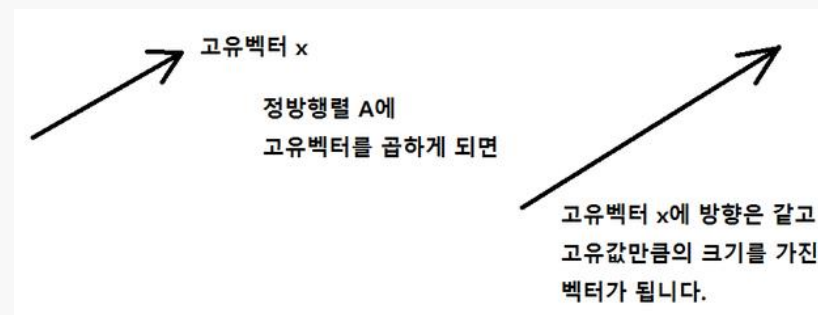 고유벡터 x
정방행렬 A에
고유벡터를 곱하게 되면
고유벡터 x에 방향은 같고
고유값만큼의 크기를 가진
벡터가 됩니다.